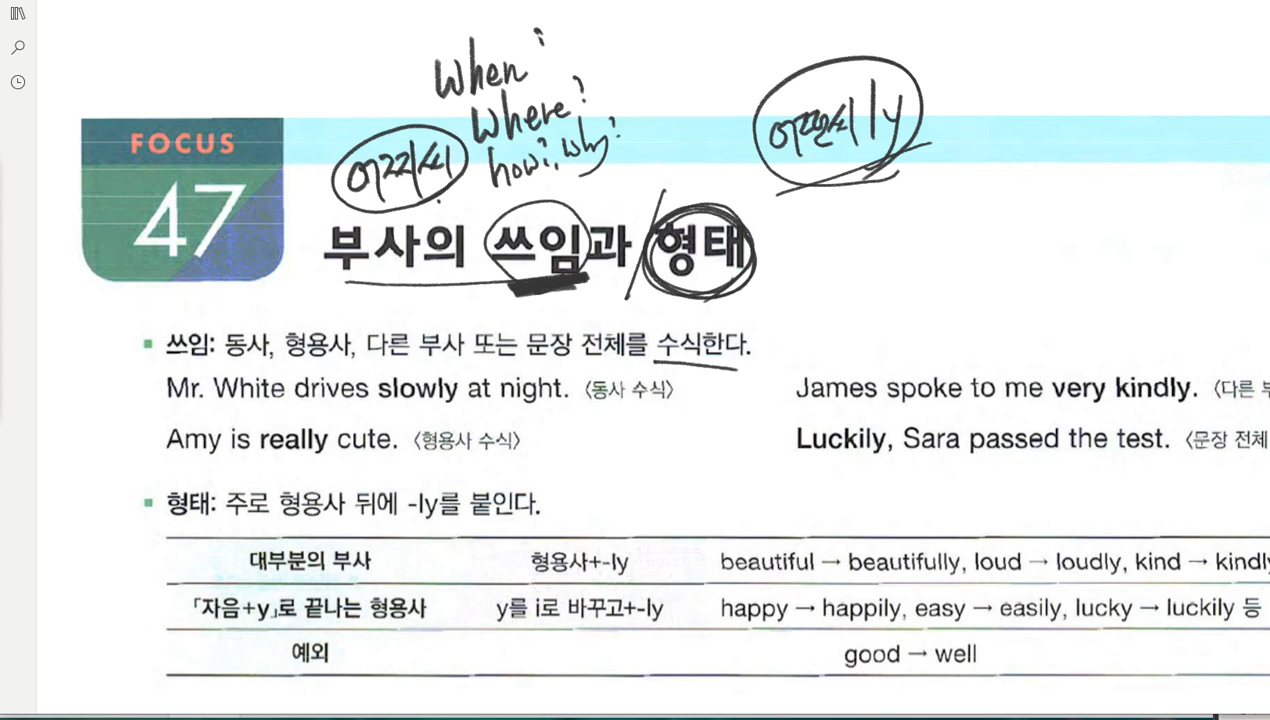 When?
Where?
how?, why?
어찌씨
어떤씨 ly
FOCUS
47
부사의 쓰임과 형태
쓰임: 동사, 형용사, 다른 부사 또는 문장 전체를 수식한다.
Mr. White drives slowly at night. 〈동사 수식〉
James spoke to me very kindly. 〈다른 부
Amy is really cute. 〈형용사 수식〉
Luckily, Sara passed the test. 〈문장 전체
형태: 주로 형용사 뒤에 -ly를 붙인다.
대부분의 부사 형용사+-ly beautiful → beautifully, loud → loudly, kind → kindly
「자음+y」로 끝나는 형용사 y를 i로 바꾸고+-ly happy → happily, easy → easily, lucky → luckily 등
예외 good → well